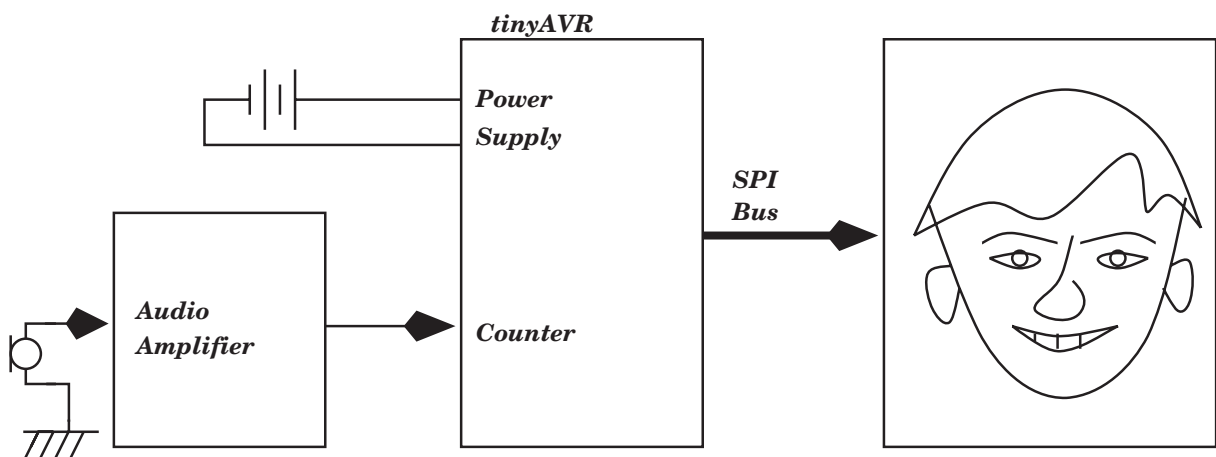 tinyAVR
Power
Supply
SPI
Bus
Audio
Amplifier
Counter